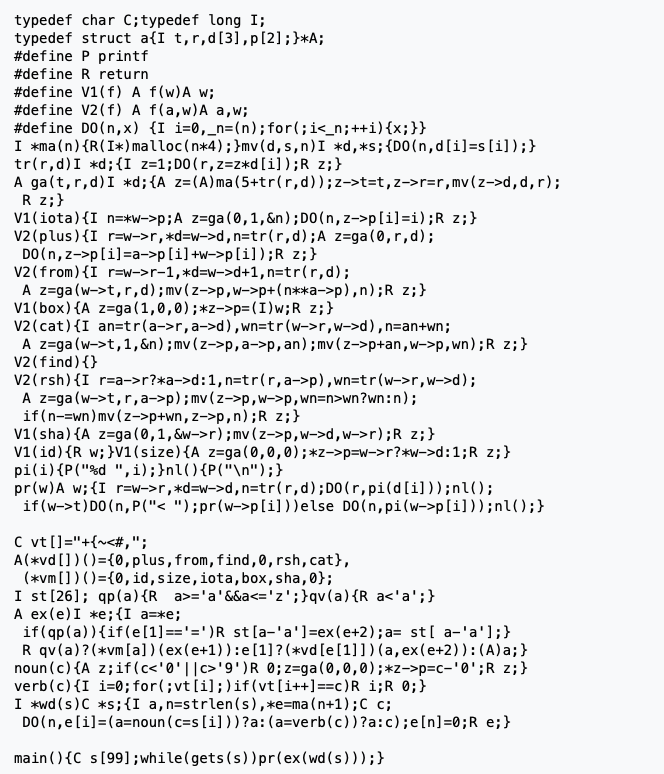 typedef char C;typedef long I;
typedef struct a{I t,r,d[3],p[2];}*A;
#define P printf
#define R return
#define V1(f) A f(w)A w;
#define V2(f) A f(a,w)A a,w;
#define DO(n,x) {I i=0,_n=(n);for(;i<_n;++i){x;}}
I *ma(n){R(I*)malloc(n*4);}mv(d,s,n)I *d,*s;{DO(n,d[i]=s[i]);}
tr(r,d)I *d;{I z=1;DO(r,z=z*d[i]);R z;}
A ga(t,r,d)I *d;{A z=(A)ma(5+tr(r,d));z->t=t,z->r=r,mv(z->d,d,r);
 R z;}
V1(iota){I n=*w->p;A z=ga(0,1,&n);DO(n,z->p[i]=i);R z;}
V2(plus){I r=w->r,*d=w->d,n=tr(r,d);A z=ga(0,r,d);
 DO(n,z->p[i]=a->p[i]+w->p[i]);R z;}
V2(from){I r=w->r-1,*d=w->d+1,n=tr(r,d);
 A z=ga(w->t,r,d);mv(z->p,w->p+(n**a->p),n);R z;}
V1(box){A z=ga(1,0,0);*z->p=(I)w;R z;}
V2(cat){I an=tr(a->r,a->d),wn=tr(w->r,w->d),n=an+wn;
 A z=ga(w->t,1,&n);mv(z->p,a->p,an);mv(z->p+an,w->p,wn);R z;}
V2(find){}
V2(rsh){I r=a->r?*a->d:1,n=tr(r,a->p),wn=tr(w->r,w->d);
 A z=ga(w->t,r,a->p);mv(z->p,w->p,wn=n>wn?wn:n);
 if(n-=wn)mv(z->p+wn,z->p,n);R z;}
V1(sha){A z=ga(0,1,&w->r);mv(z->p,w->d,w->r);R z;}
V1(id){R w;}V1(size){A z=ga(0,0,0);*z->p=w->r?*w->d:1;R z;}
pi(i){P("%d ",i);}nl(){P("\n");}
pr(w)A w;{I r=w->r,*d=w->d,n=tr(r,d);DO(r,pi(d[i]));nl();
 if(w->t)DO(n,P("< ");pr(w->p[i]))else DO(n,pi(w->p[i]));nl();}

C vt[]="+{~<#,";
A(*vd[])()={0,plus,from,find,0,rsh,cat},
 (*vm[])()={0,id,size,iota,box,sha,0};
I st[26]; qp(a){R  a>='a'&&a<='z';}qv(a){R a<'a';}
A ex(e)I *e;{I a=*e;
 if(qp(a)){if(e[1]=='=')R st[a-'a']=ex(e+2);a= st[ a-'a'];}
 R qv(a)?(*vm[a])(ex(e+1)):e[1]?(*vd[e[1]])(a,ex(e+2)):(A)a;}
noun(c){A z;if(c<'0'||c>'9')R 0;z=ga(0,0,0);*z->p=c-'0';R z;}
verb(c){I i=0;for(;vt[i];)if(vt[i++]==c)R i;R 0;}
I *wd(s)C *s;{I a,n=strlen(s),*e=ma(n+1);C c;
 DO(n,e[i]=(a=noun(c=s[i]))?a:(a=verb(c))?a:c);e[n]=0;R e;}

main(){C s[99];while(gets(s))pr(ex(wd(s)));}